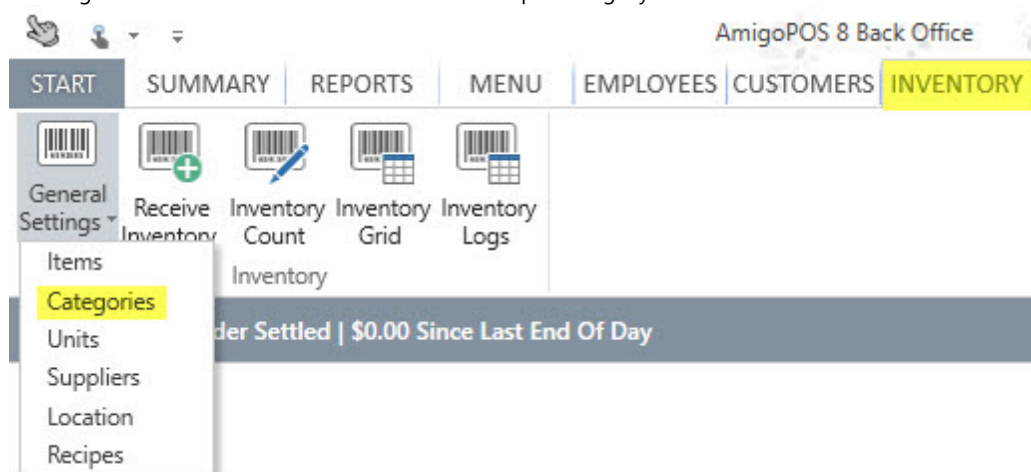 AmigoPOS 8 Back Office
START SUMMARY REPORTS MENU EMPLOYEES CUSTOMERS INVENTORY
General Settings
Receive Inventory
Inventory Count
Inventory Grid
Inventory Logs
Inventory
Items
Categories
Units
Suppliers
Location
Recipes
Settled | $0.00 Since Last End Of Day